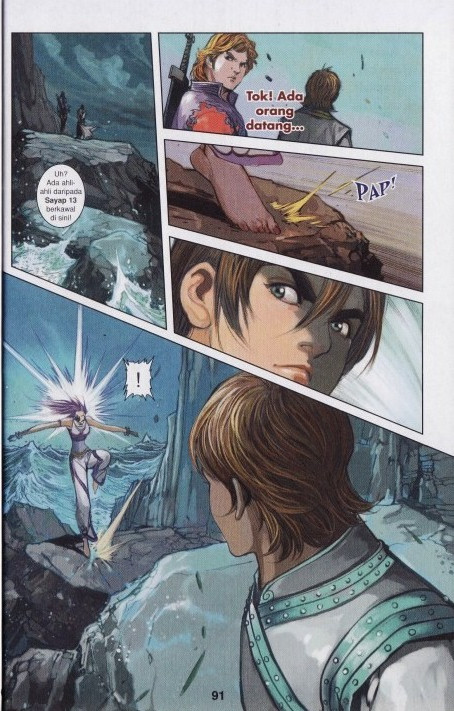 Uh?
Ada ahli-
ahli daripada
Sayap 13
berkawal
di sini!
Tok! Ada
orang
datang...
PAP!
!
91